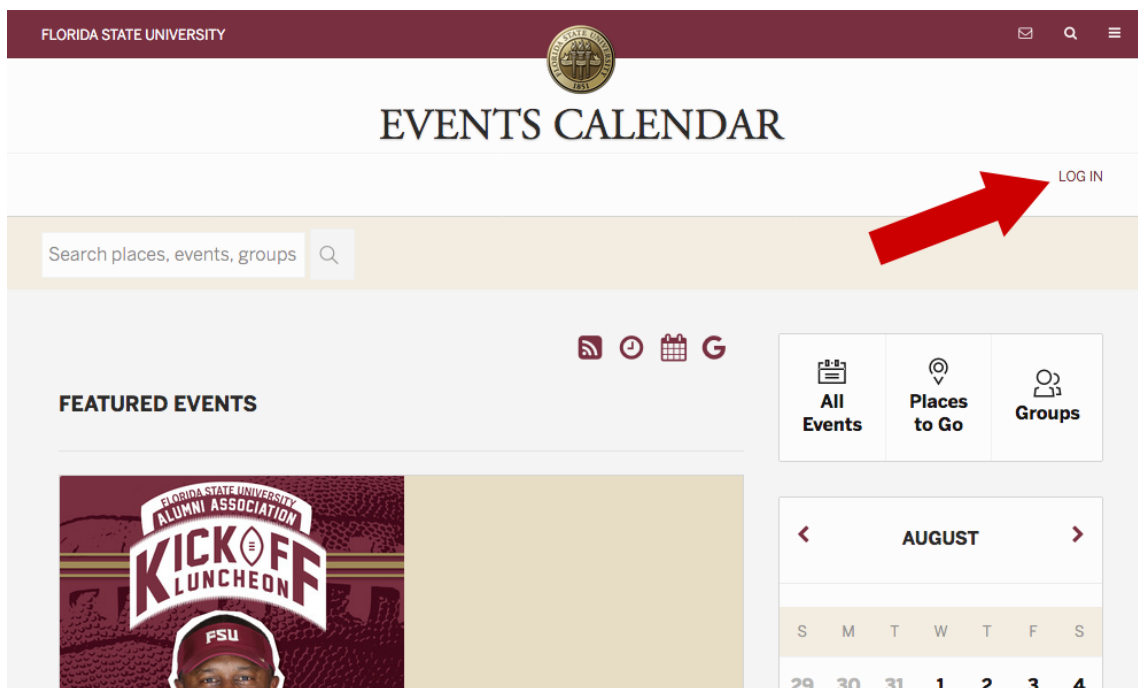 FLORIDA STATE UNIVERSITY
1851
EVENTS CALENDAR
LOG IN
Search places, events, groups
FEATURED EVENTS
All
Events
Places
to Go
Groups
FLORIDA STATE UNIVERSITY
ALUMNI ASSOCIATION
KICKOFF
LUNCHEON
FSU
AUGUST
S M T W T F S
29 30 31 1 2 3 4